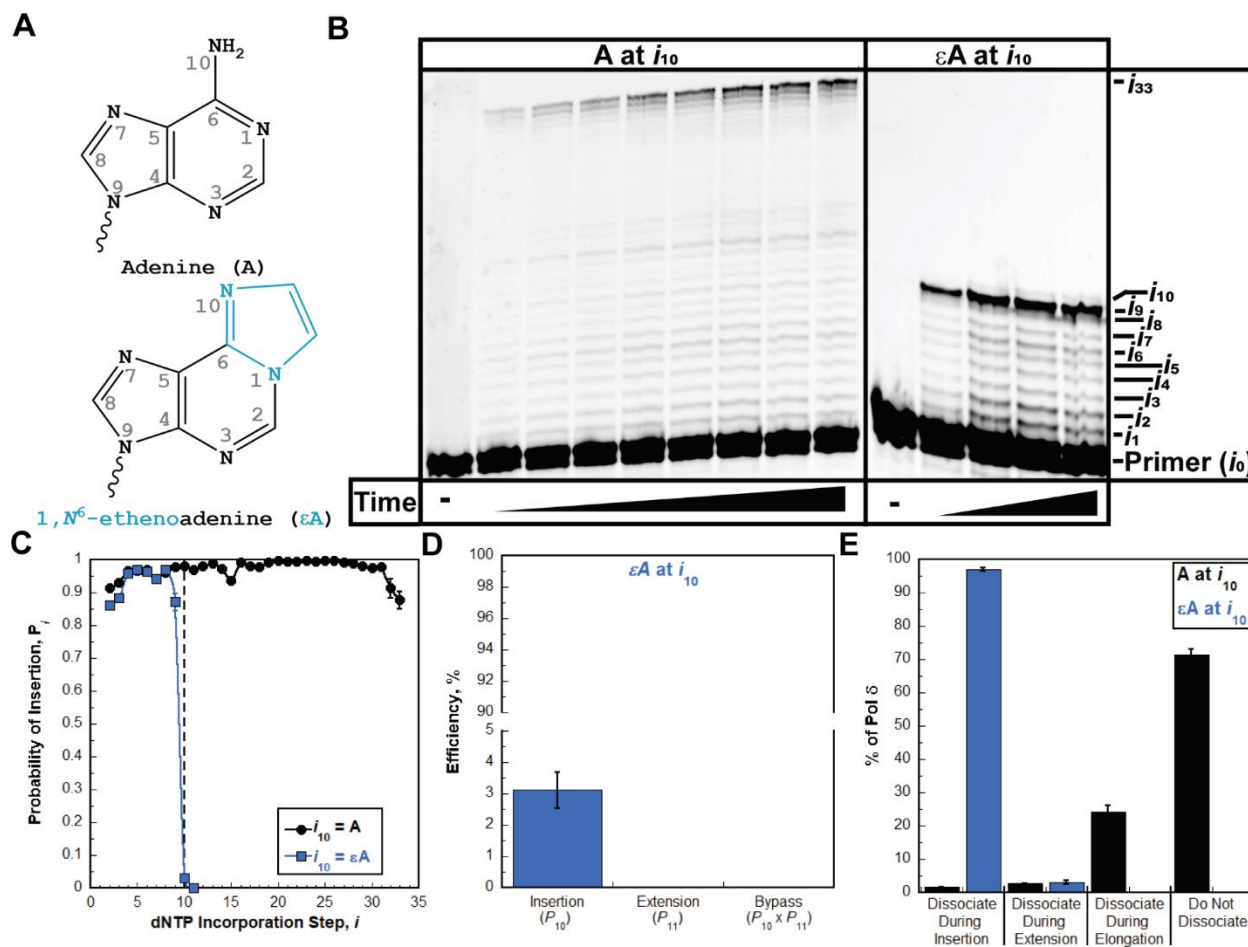 A
NH2
10
N
7
5
6
N
1
8
9
N
4
3
N
2
Adenine (A)
N
10
N
7
5
6
N
1
8
9
N
4
3
N
2
1,N6-ethenoadenine (εA)
B
A at i10
εA at i10
i33
i10
i9
i8
i7
i6
i5
i4
i3
i2
i1
Primer (i0)
Time
-
-
C
Probability of Insertion, Pi
1
0.9
0.8
0.7
0.6
0.5
0.4
0.3
0.2
0.1
0
0 5 10 15 20 25 30 35
dNTP Incorporation Step, i
i10 = A
i10 = εA
D
Efficiency, %
100
98
96
94
92
90
5
4
3
2
1
0
εA at i10
Insertion
(P10)
Extension
(P11)
Bypass
(P10 x P11)
E
% of Pol δ
100
90
80
70
60
50
40
30
20
10
0
A at i10
εA at i10
Dissociate
During
Insertion
Dissociate
During
Extension
Dissociate
During
Elongation
Do Not
Dissociate